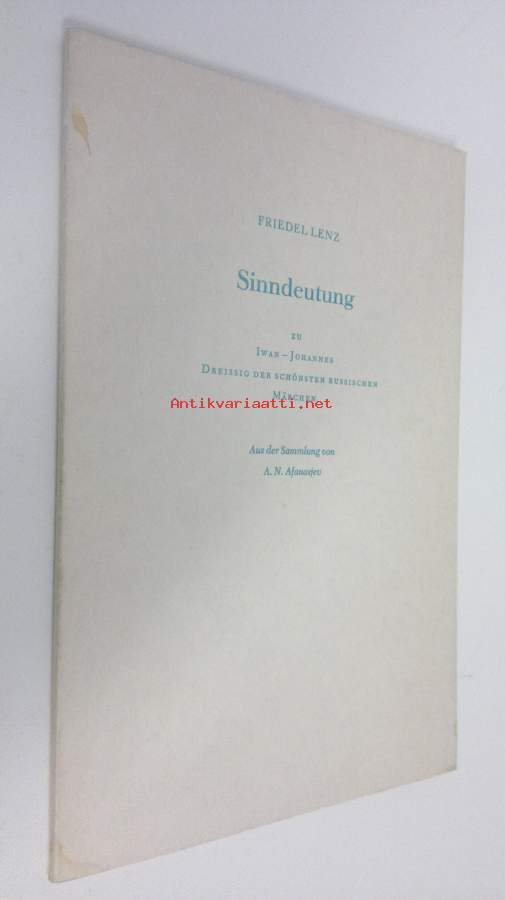 FRIEDEL LENZ
Sinndeutung
ZU
IWAN – JOHANNES
DREISSIG DER SCHÖNSTEN RUSSISCHEN
MÄRCHEN
Antikvariaatti.net
Aus der Sammlung von
A. N. Afanasjev